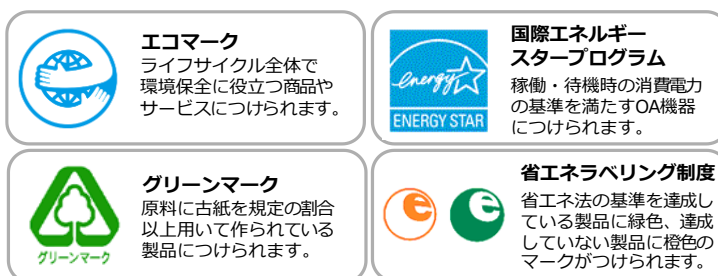 エコマーク
ライフサイクル全体で
環境保全に役立つ商品や
サービスにつけられます。
energy
ENERGY STAR
国際エネルギー
スタープログラム
稼働・待機時の消費電力
の基準を満たすOA機器
につけられます。
グリーンマーク
グリーンマーク
原料に古紙を規定の割合
以上用いて作られている
製品につけられます。
e e
省エネラベリング制度
省エネ法の基準を達成し
ている製品に緑色、達成
していない製品に橙色の
マークがつけられます。